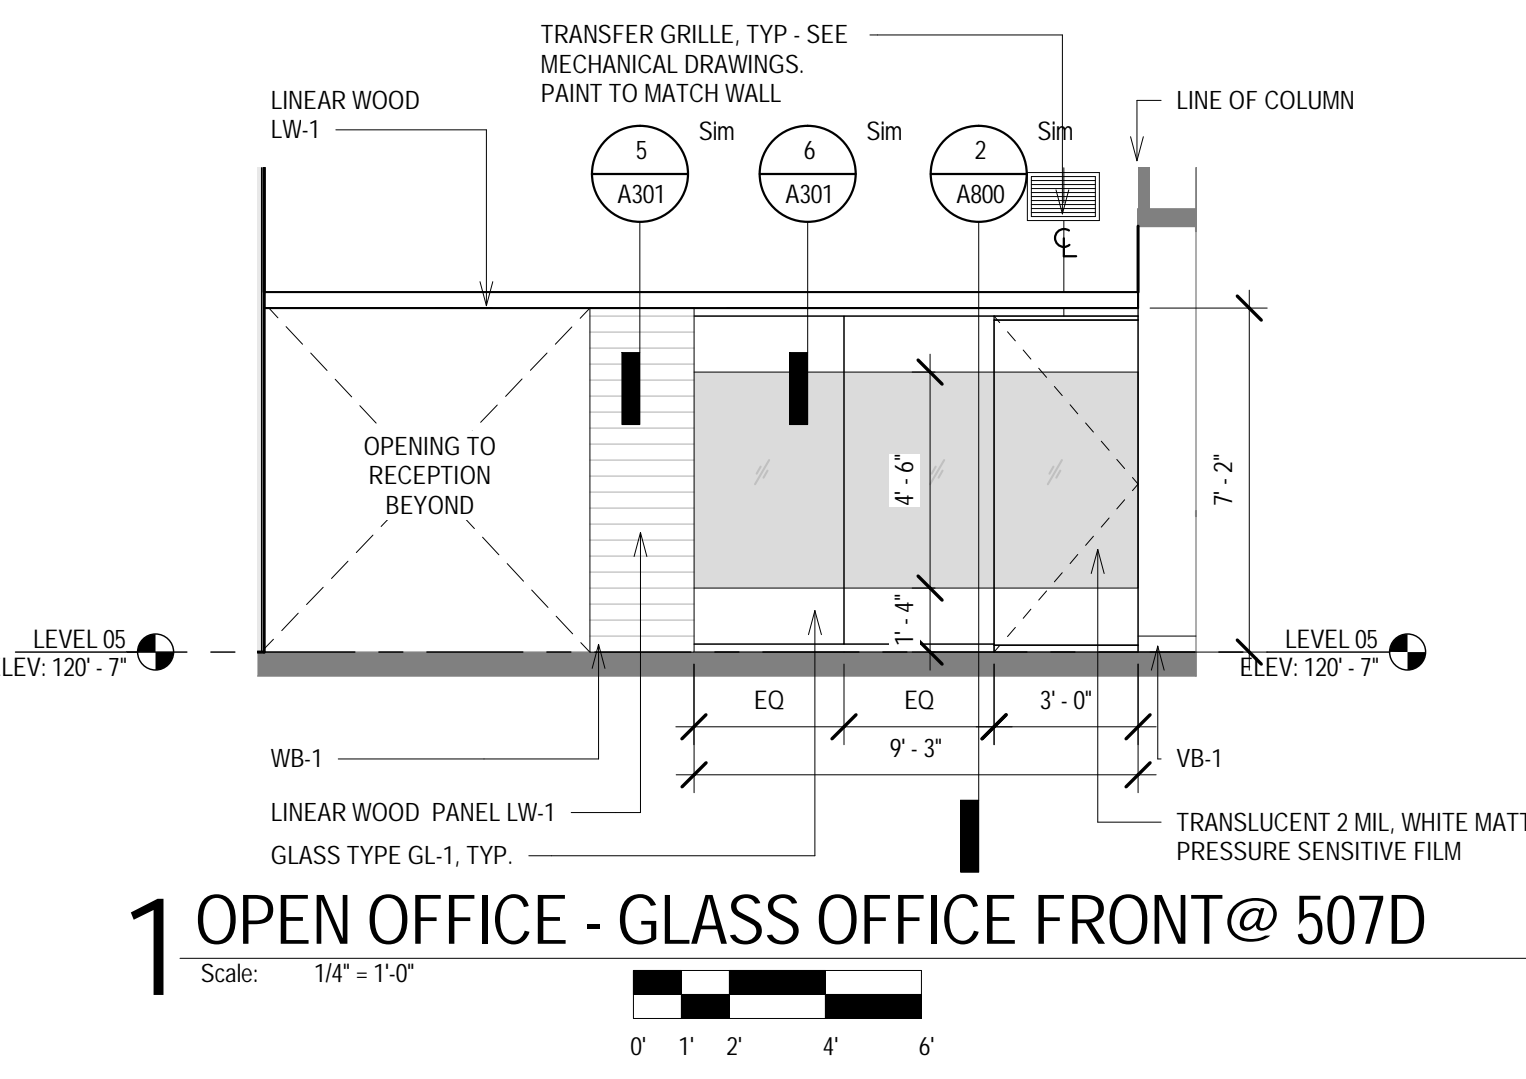 TRANSFER GRILLE, TYP - SEE
MECHANICAL DRAWINGS.
PAINT TO MATCH WALL
LINEAR WOOD
LW-1
LINE OF COLUMN
5
A301
Sim
6
A301
Sim
2
A800
Sim
CL
OPENING TO
RECEPTION
BEYOND
4' - 6"
1' - 4"
7' - 2"
LEVEL 05
LEV: 120' - 7"
LEVEL 05
ELEV: 120' - 7"
EQ
EQ
3' - 0"
9' - 3"
WB-1
VB-1
LINEAR WOOD PANEL LW-1
GLASS TYPE GL-1, TYP.
TRANSLUCENT 2 MIL, WHITE MATT
PRESSURE SENSITIVE FILM
1 OPEN OFFICE - GLASS OFFICE FRONT@ 507D
Scale: 1/4" = 1'-0"
0' 1' 2' 4' 6'